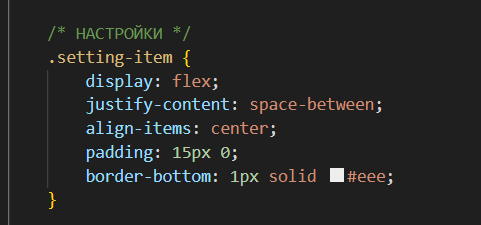 /* НАСТРОЙКИ */
.setting-item {
display: flex;
justify-content: space-between;
align-items: center;
padding: 15px 0;
border-bottom: 1px solid #eee;
}